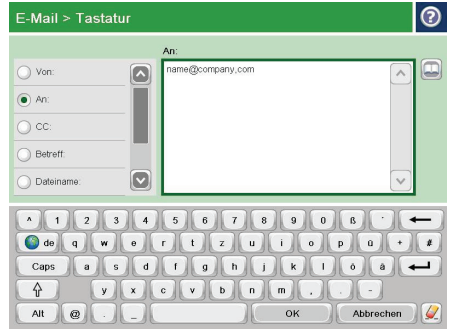 E-Mail > Tastatur
An:
Von:
name@company.com
An:
CC:
Betreff:
Dateiname:
^ 1 2 3 4 5 6 7 8 9 0 ß ´
de q w e r t z u i o p ü + #
Caps a s d f g h j k l ö ä
y x c v b n m , . -
Alt @ . _ OK Abbrechen